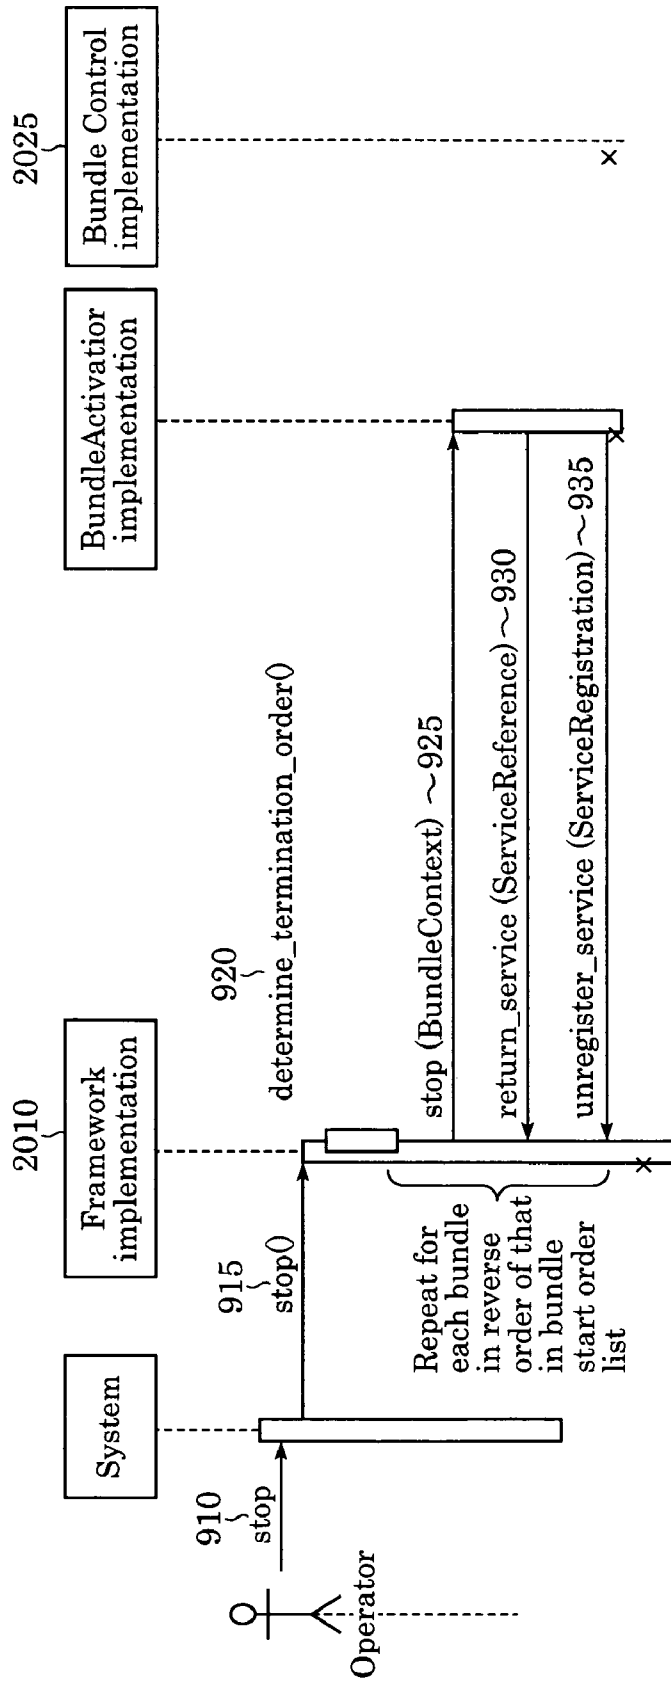 2010
2025
System
Framework
implementation
BundleActivatior
implementation
Bundle Control
implementation
910
stop
Operator
915
stop()
920
determine_termination_order()
Repeat for
each bundle
in reverse
order of that
in bundle
start order
list
stop (BundleContext) ~925
return_service (ServiceReference)~930
unregister_service (ServiceRegistration)~935